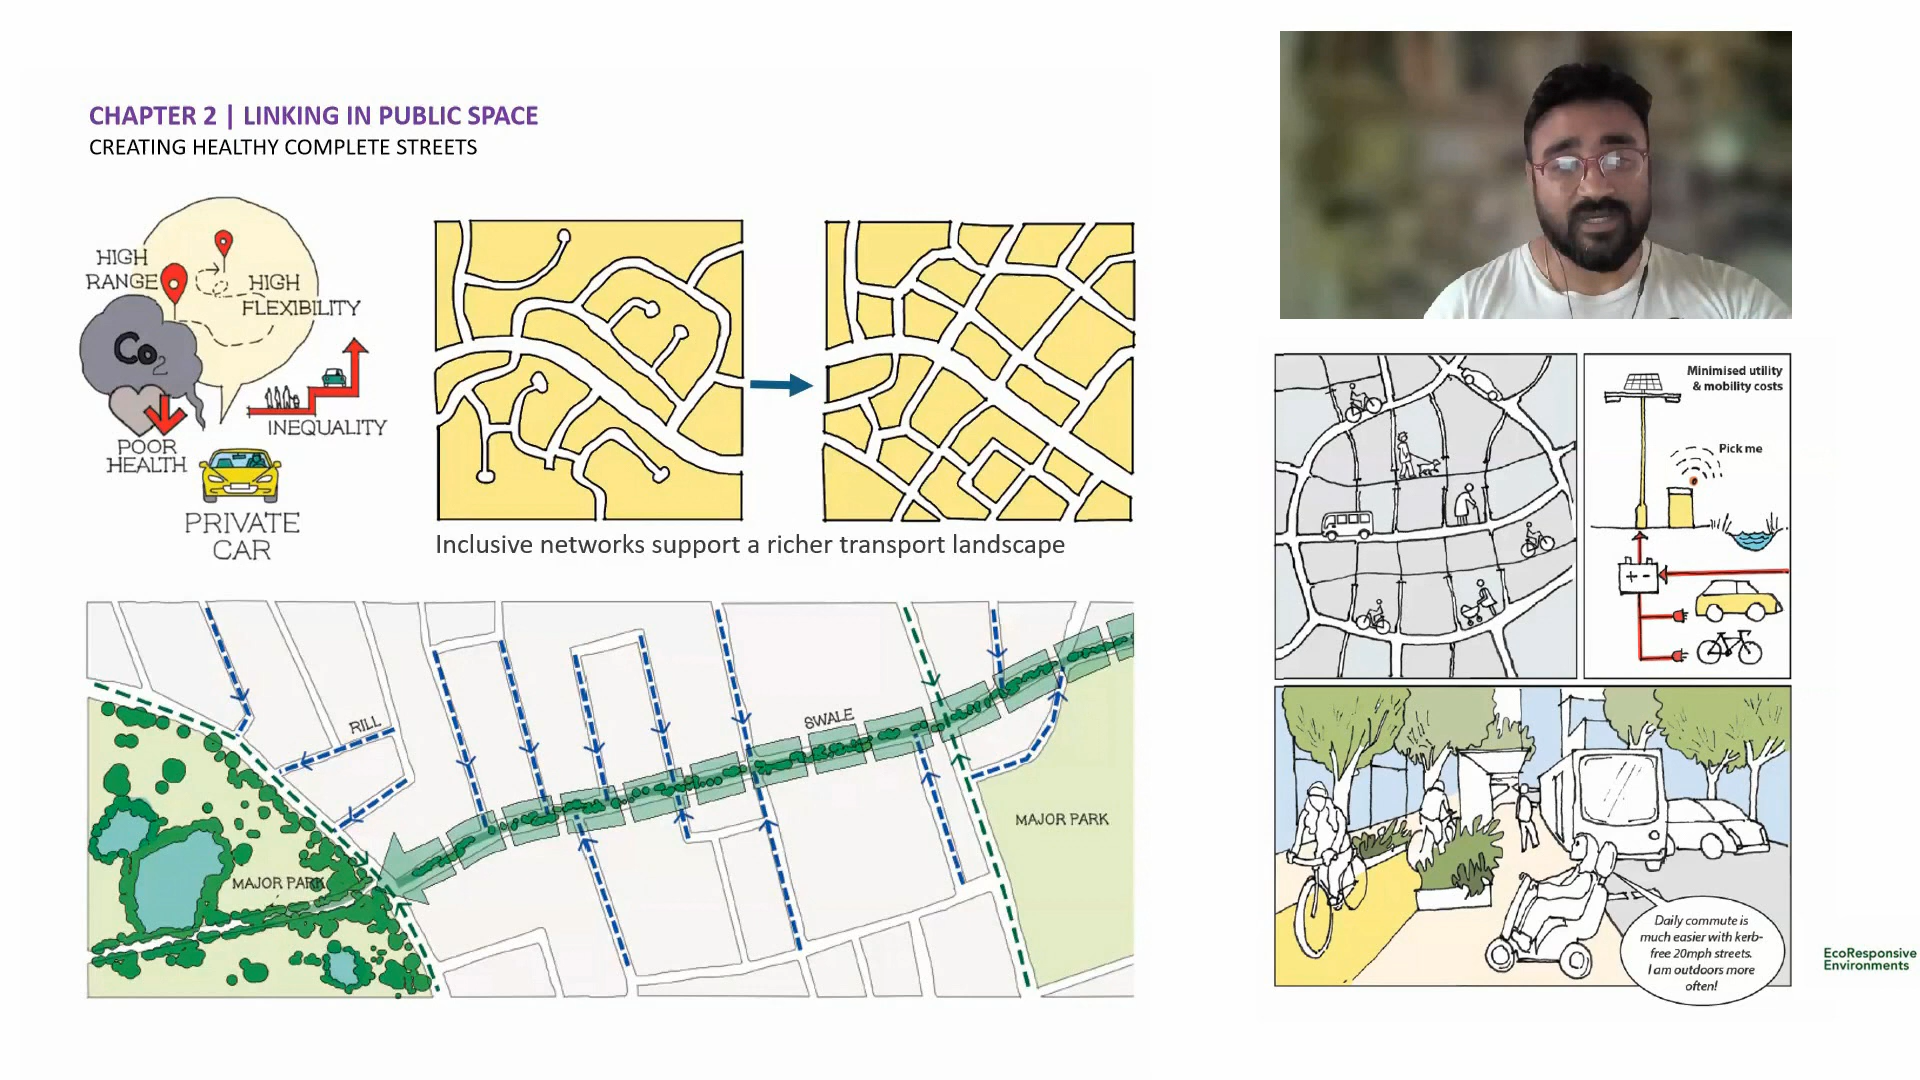 CHAPTER 2 | LINKING IN PUBLIC SPACE
CREATING HEALTHY COMPLETE STREETS
HIGH
RANGE
HIGH
FLEXIBILITY
Co2
POOR
HEALTH
INEQUALITY
PRIVATE
CAR
Inclusive networks support a richer transport landscape
RILL
SWALE
MAJOR PARK
MAJOR PARK
Minimised utility
& mobility costs
Pick me
+ -
Daily commute is
much easier with kerb-
free 20mph streets.
I am outdoors more
often!
EcoResponsive
Environments